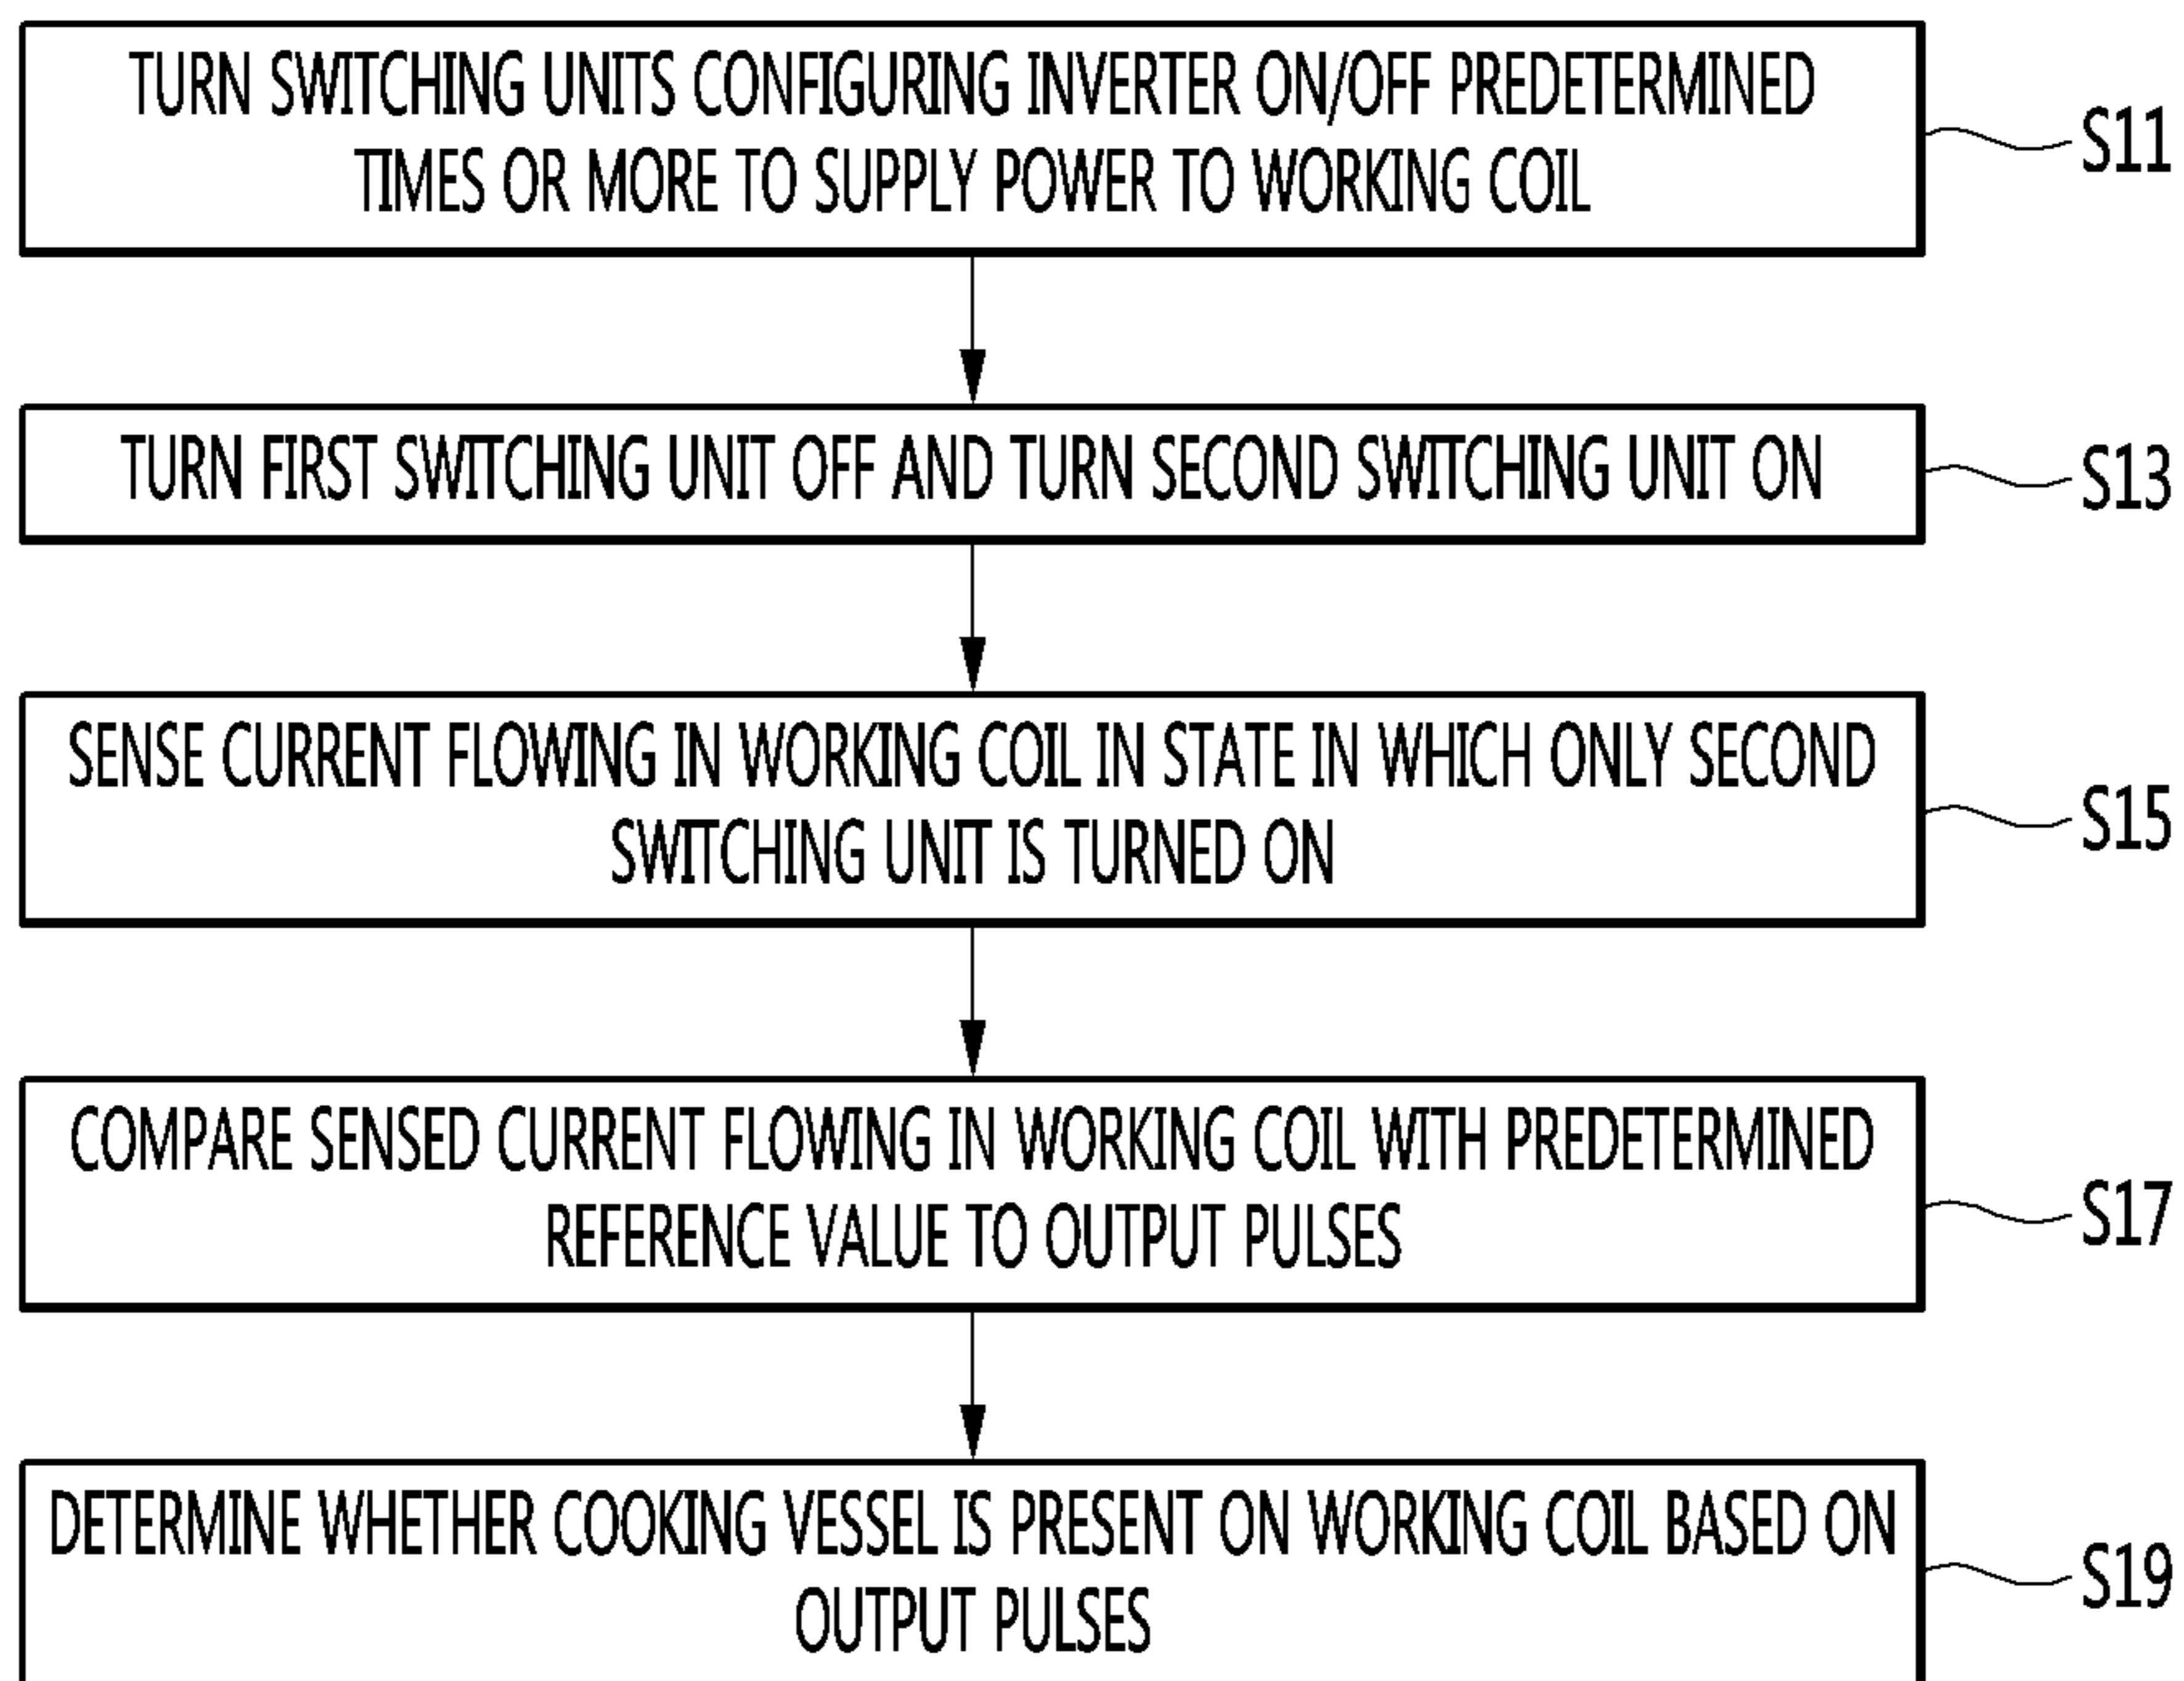 TURN SWITCHING UNITS CONFIGURING INVERTER ON/OFF PREDETERMINED
TIMES OR MORE TO SUPPLY POWER TO WORKING COIL
S11
TURN FIRST SWITCHING UNIT OFF AND TURN SECOND SWITCHING UNIT ON
S13
SENSE CURRENT FLOWING IN WORKING COIL IN STATE IN WHICH ONLY SECOND
SWITCHING UNIT IS TURNED ON
S15
COMPARE SENSED CURRENT FLOWING IN WORKING COIL WITH PREDETERMINED
REFERENCE VALUE TO OUTPUT PULSES
S17
DETERMINE WHETHER COOKING VESSEL IS PRESENT ON WORKING COIL BASED ON
OUTPUT PULSES
S19